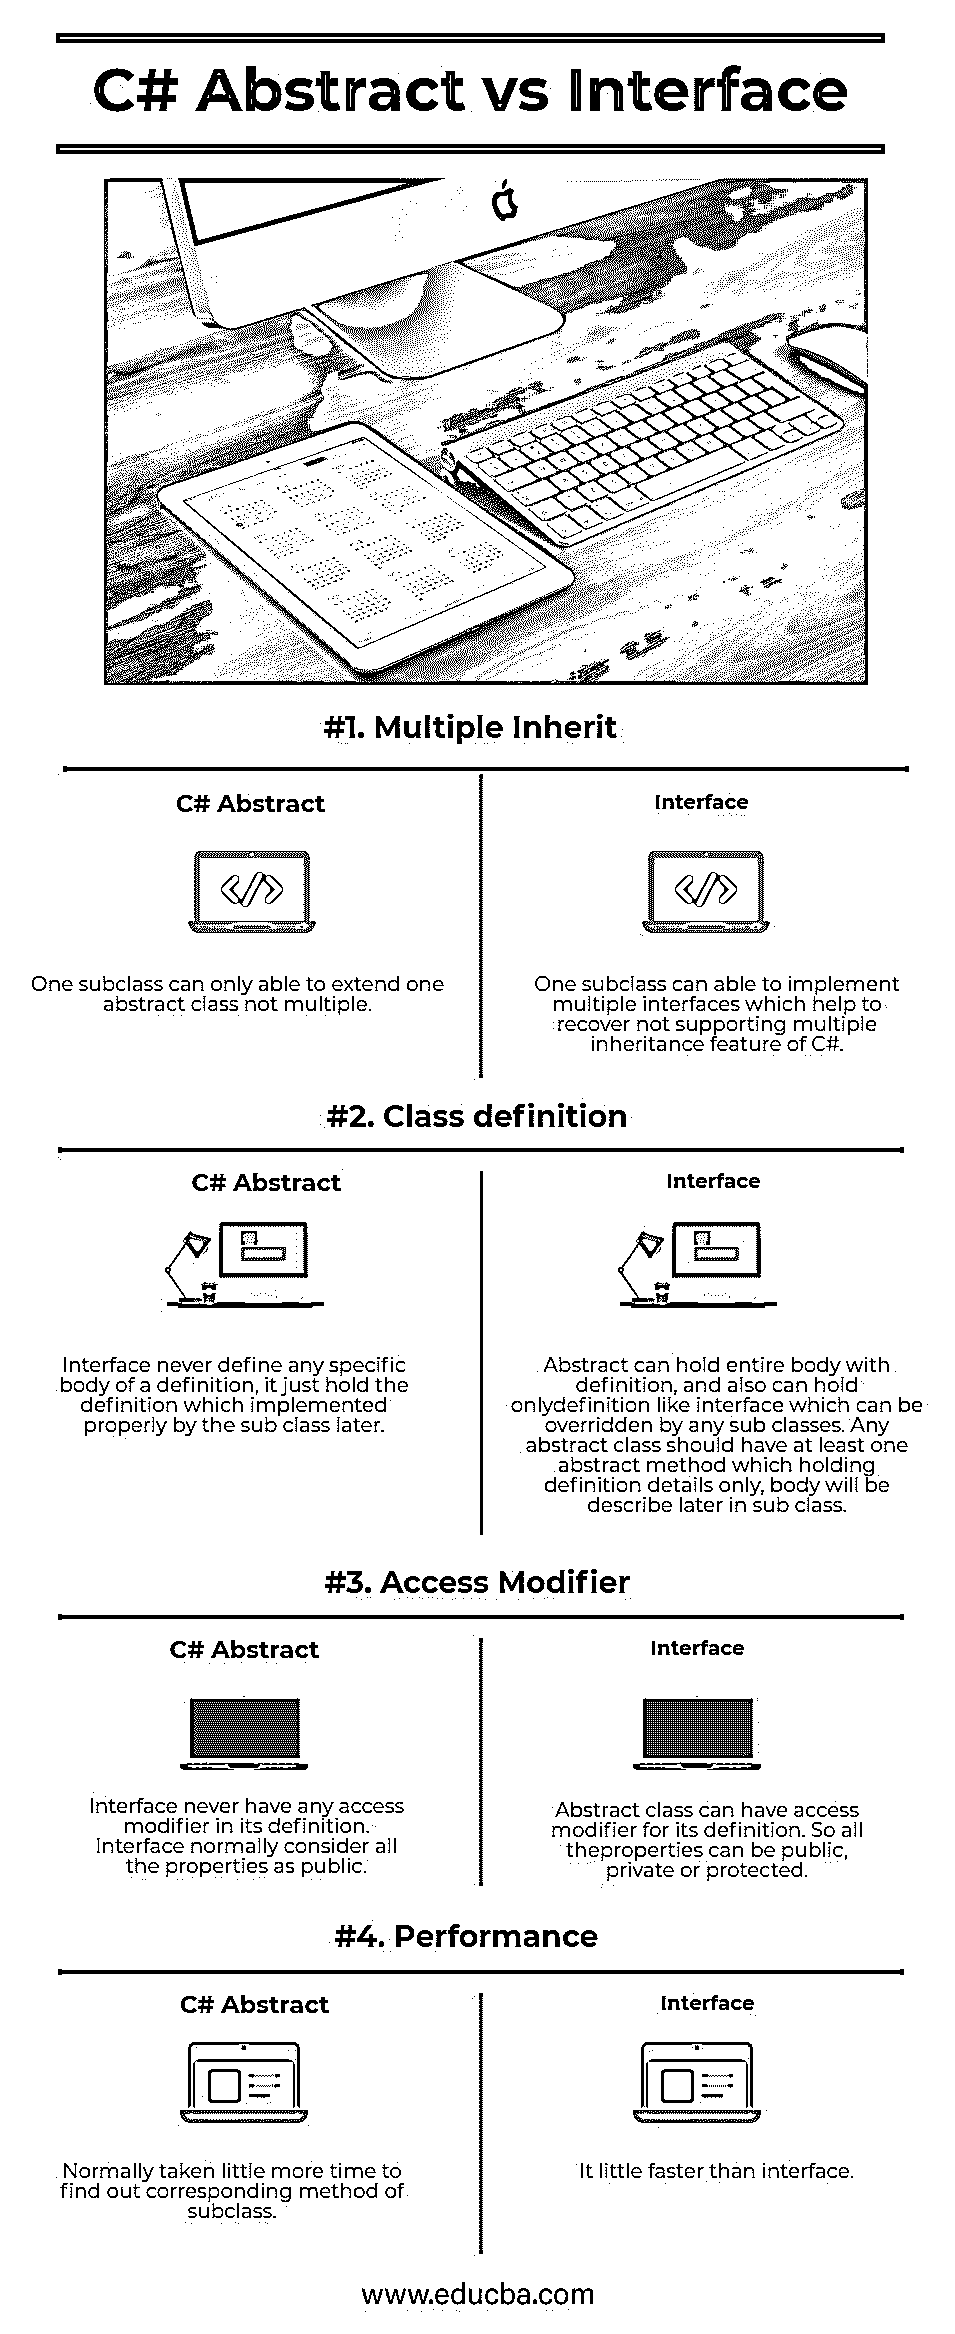 C# Abstract vs Interface
#1. Multiple Inherit
C# Abstract
One subclass can only able to extend one
abstract class not multiple.
Interface
One subclass can able to implement
multiple interfaces which help to
recover not supporting multiple
inheritance feature of C#.
#2. Class definition
C# Abstract
Interface never define any specific
body of a definition, it just hold the
definition which implemented
properly by the sub class later.
Interface
Abstract can hold entire body with
definition, and also can hold
onlydefinition like interface which can be
overridden by any sub classes. Any
abstract class should have at least one
abstract method which holding
definition details only, body will be
describe later in sub class.
#3. Access Modifier
C# Abstract
Interface never have any access
modifier in its definition.
Interface normally consider all
the properties as public.
Interface
Abstract class can have access
modifier for its definition. So all
theproperties can be public,
private or protected.
#4. Performance
C# Abstract
Normally taken little more time to
find out corresponding method of
subclass.
Interface
It little faster than interface.
www.educba.com